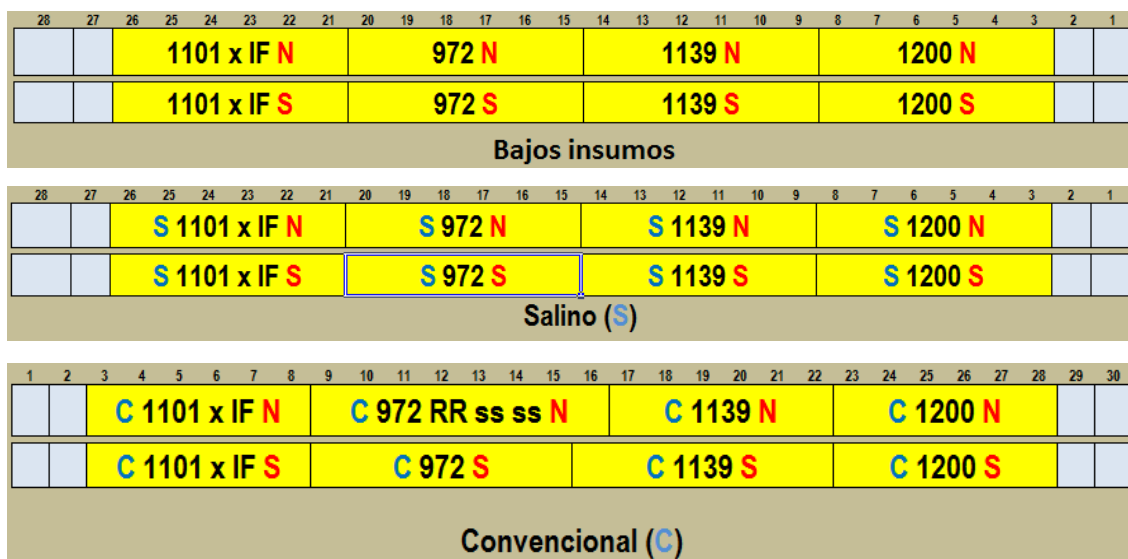 28 27 26 25 24 23 22 21 20 19 18 17 16 15 14 13 12 11 10 9 8 7 6 5 4 3 2 1
1101 x IF N 972 N 1139 N 1200 N
1101 x IF S 972 S 1139 S 1200 S
Bajos insumos
28 27 26 25 24 23 22 21 20 19 18 17 16 15 14 13 12 11 10 9 8 7 6 5 4 3 2 1
S 1101 x IF N S 972 N S 1139 N S 1200 N
S 1101 x IF S S 972 S S 1139 S S 1200 S
Salino (S)
1 2 3 4 5 6 7 8 9 10 11 12 13 14 15 16 17 18 19 20 21 22 23 24 25 26 27 28 29 30
C 1101 x IF N C 972 RR ss ss N C 1139 N C 1200 N
C 1101 x IF S C 972 S C 1139 S C 1200 S
Convencional (C)